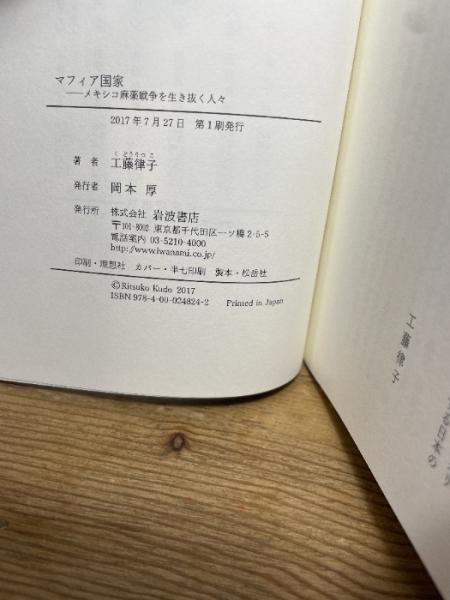 マフィア国家
──メキシコ麻薬戦争を生き抜く人々
2017年7月27日 第1刷発行
く どうりつ こ
著 者 工藤律子
発行者 岡本 厚
発行所 株式会社 岩波書店
〒101-8002 東京都千代田区一ツ橋2-5-5
電話案内 03-5210-4000
http://www.iwanami.co.jp/
印刷・理想社 カバー・半七印刷 製本・松岳社
©Ritsuko Kudo 2017
ISBN 978-4-00-024824-2 Printed in Japan
工藤律子